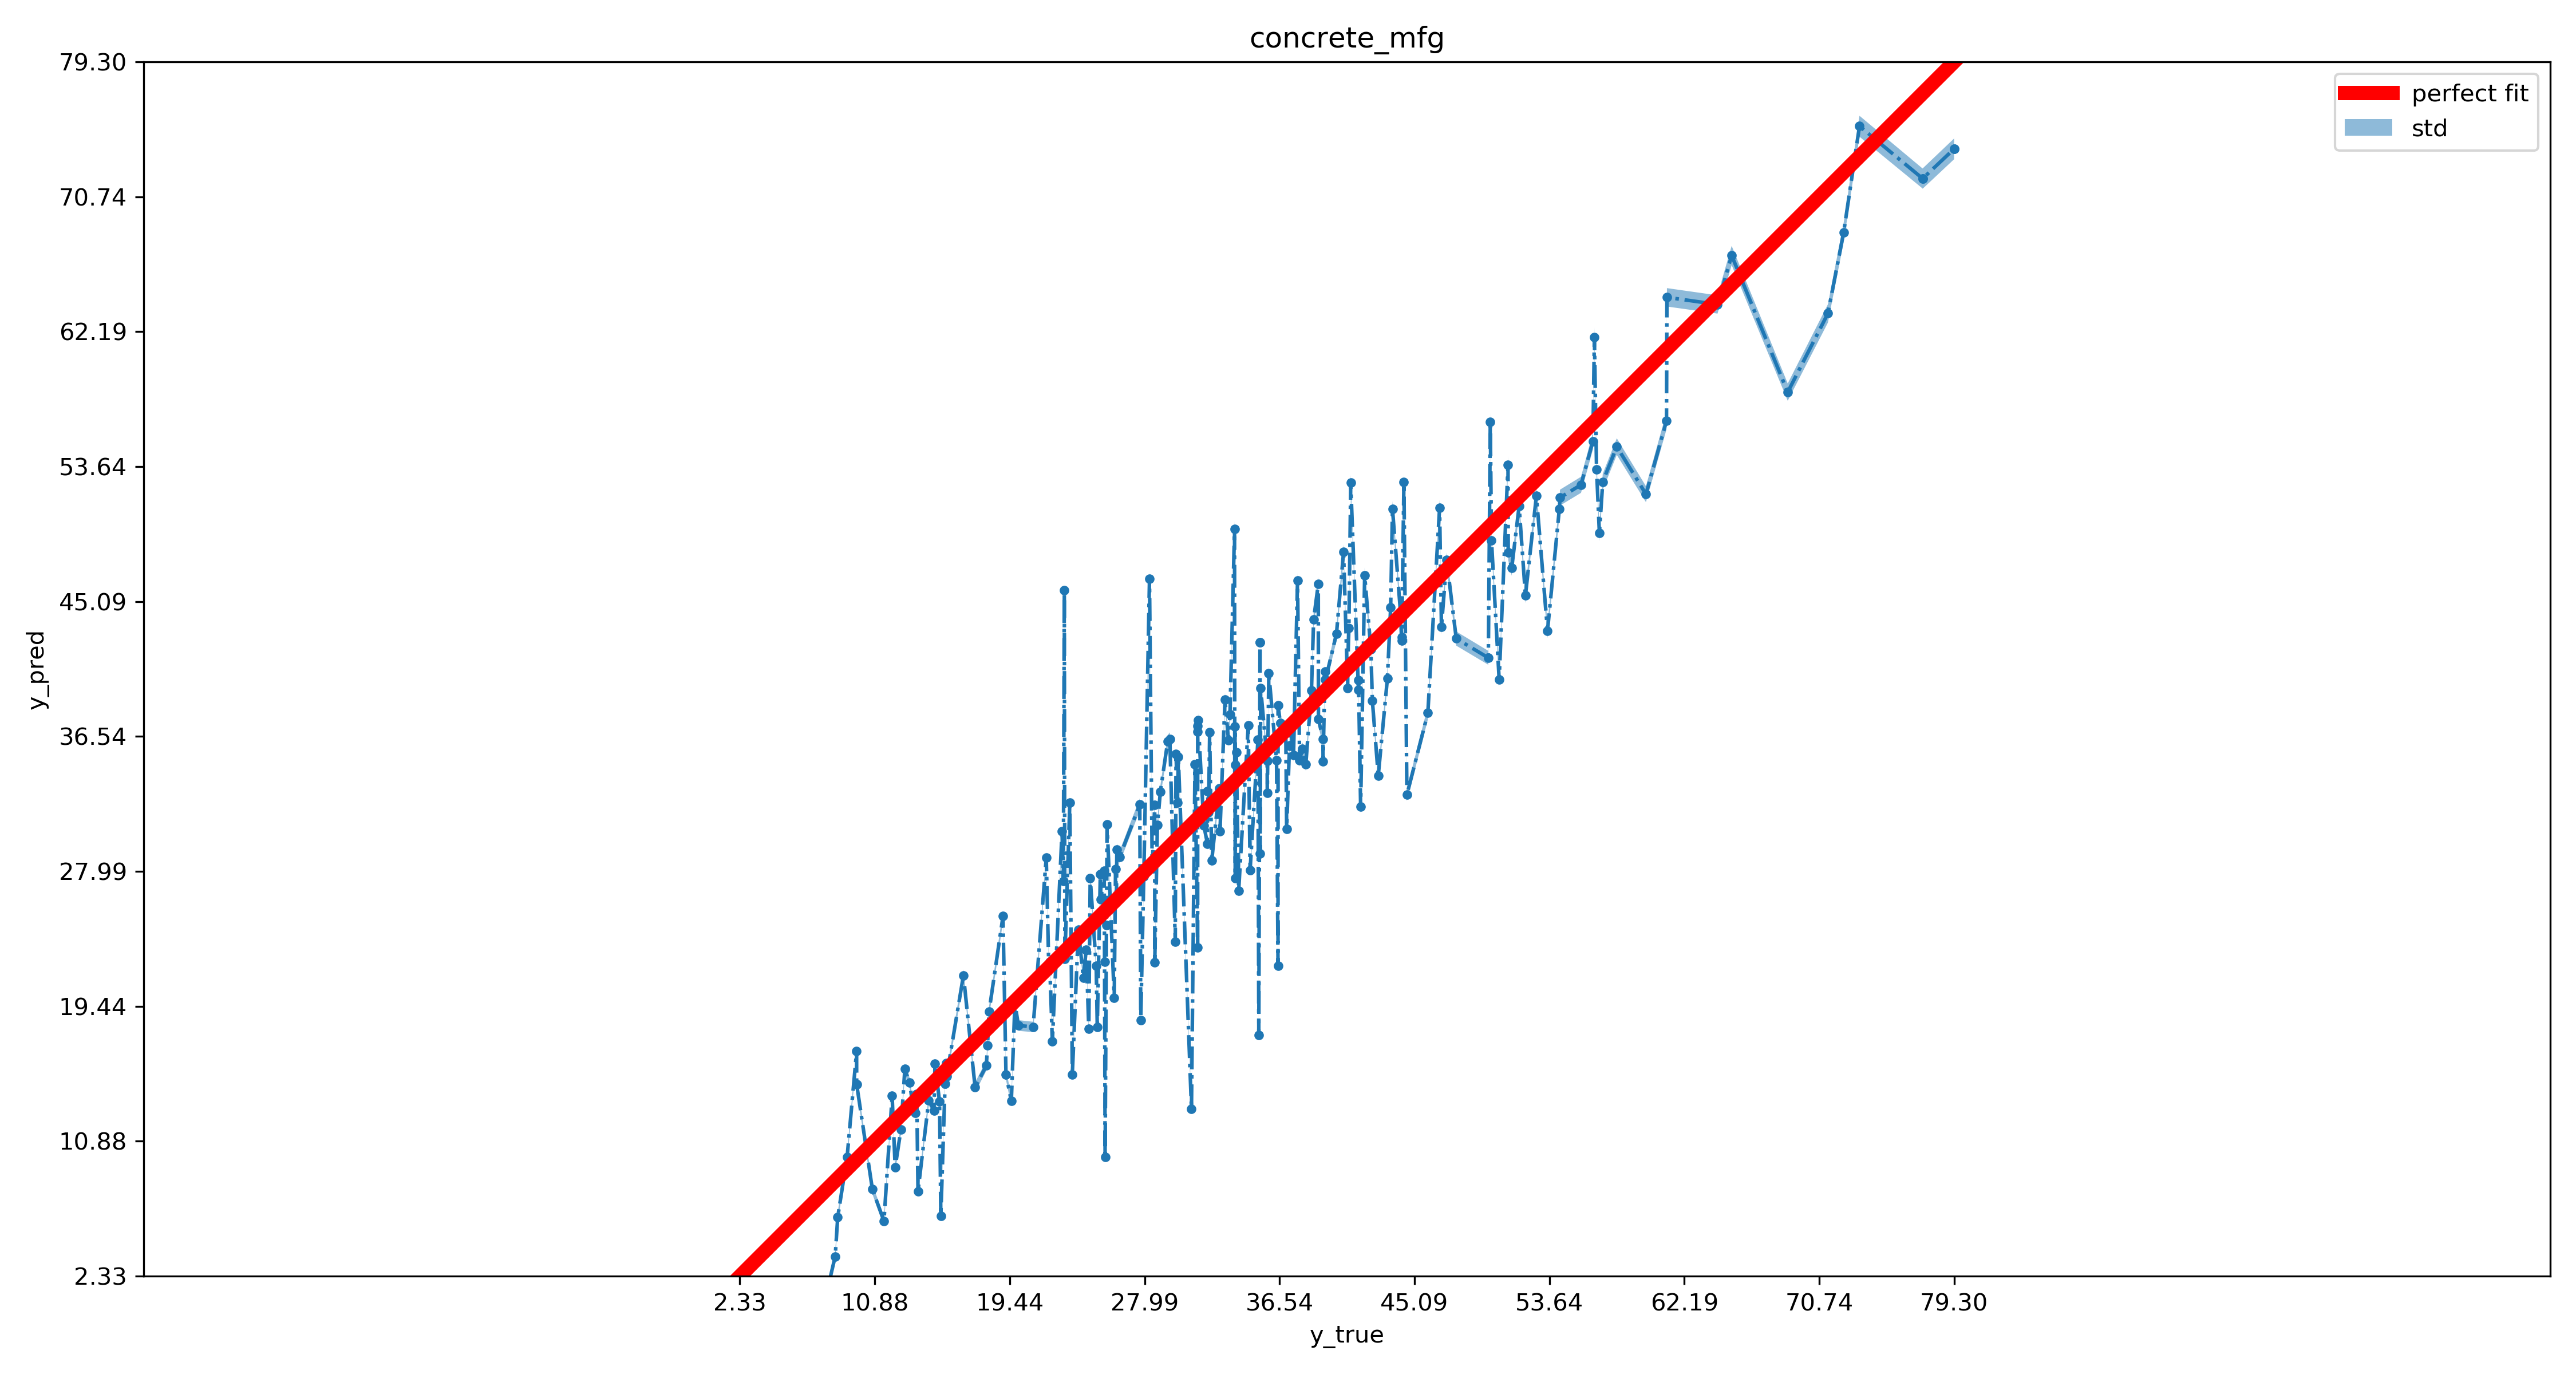 concrete_mfg
79.30
70.74
62.19
53.64
45.09
36.54
27.99
19.44
10.88
2.33
y_pred
perfect fit
std
2.33 10.88 19.44 27.99 36.54 45.09 53.64 62.19 70.74 79.30
y_true